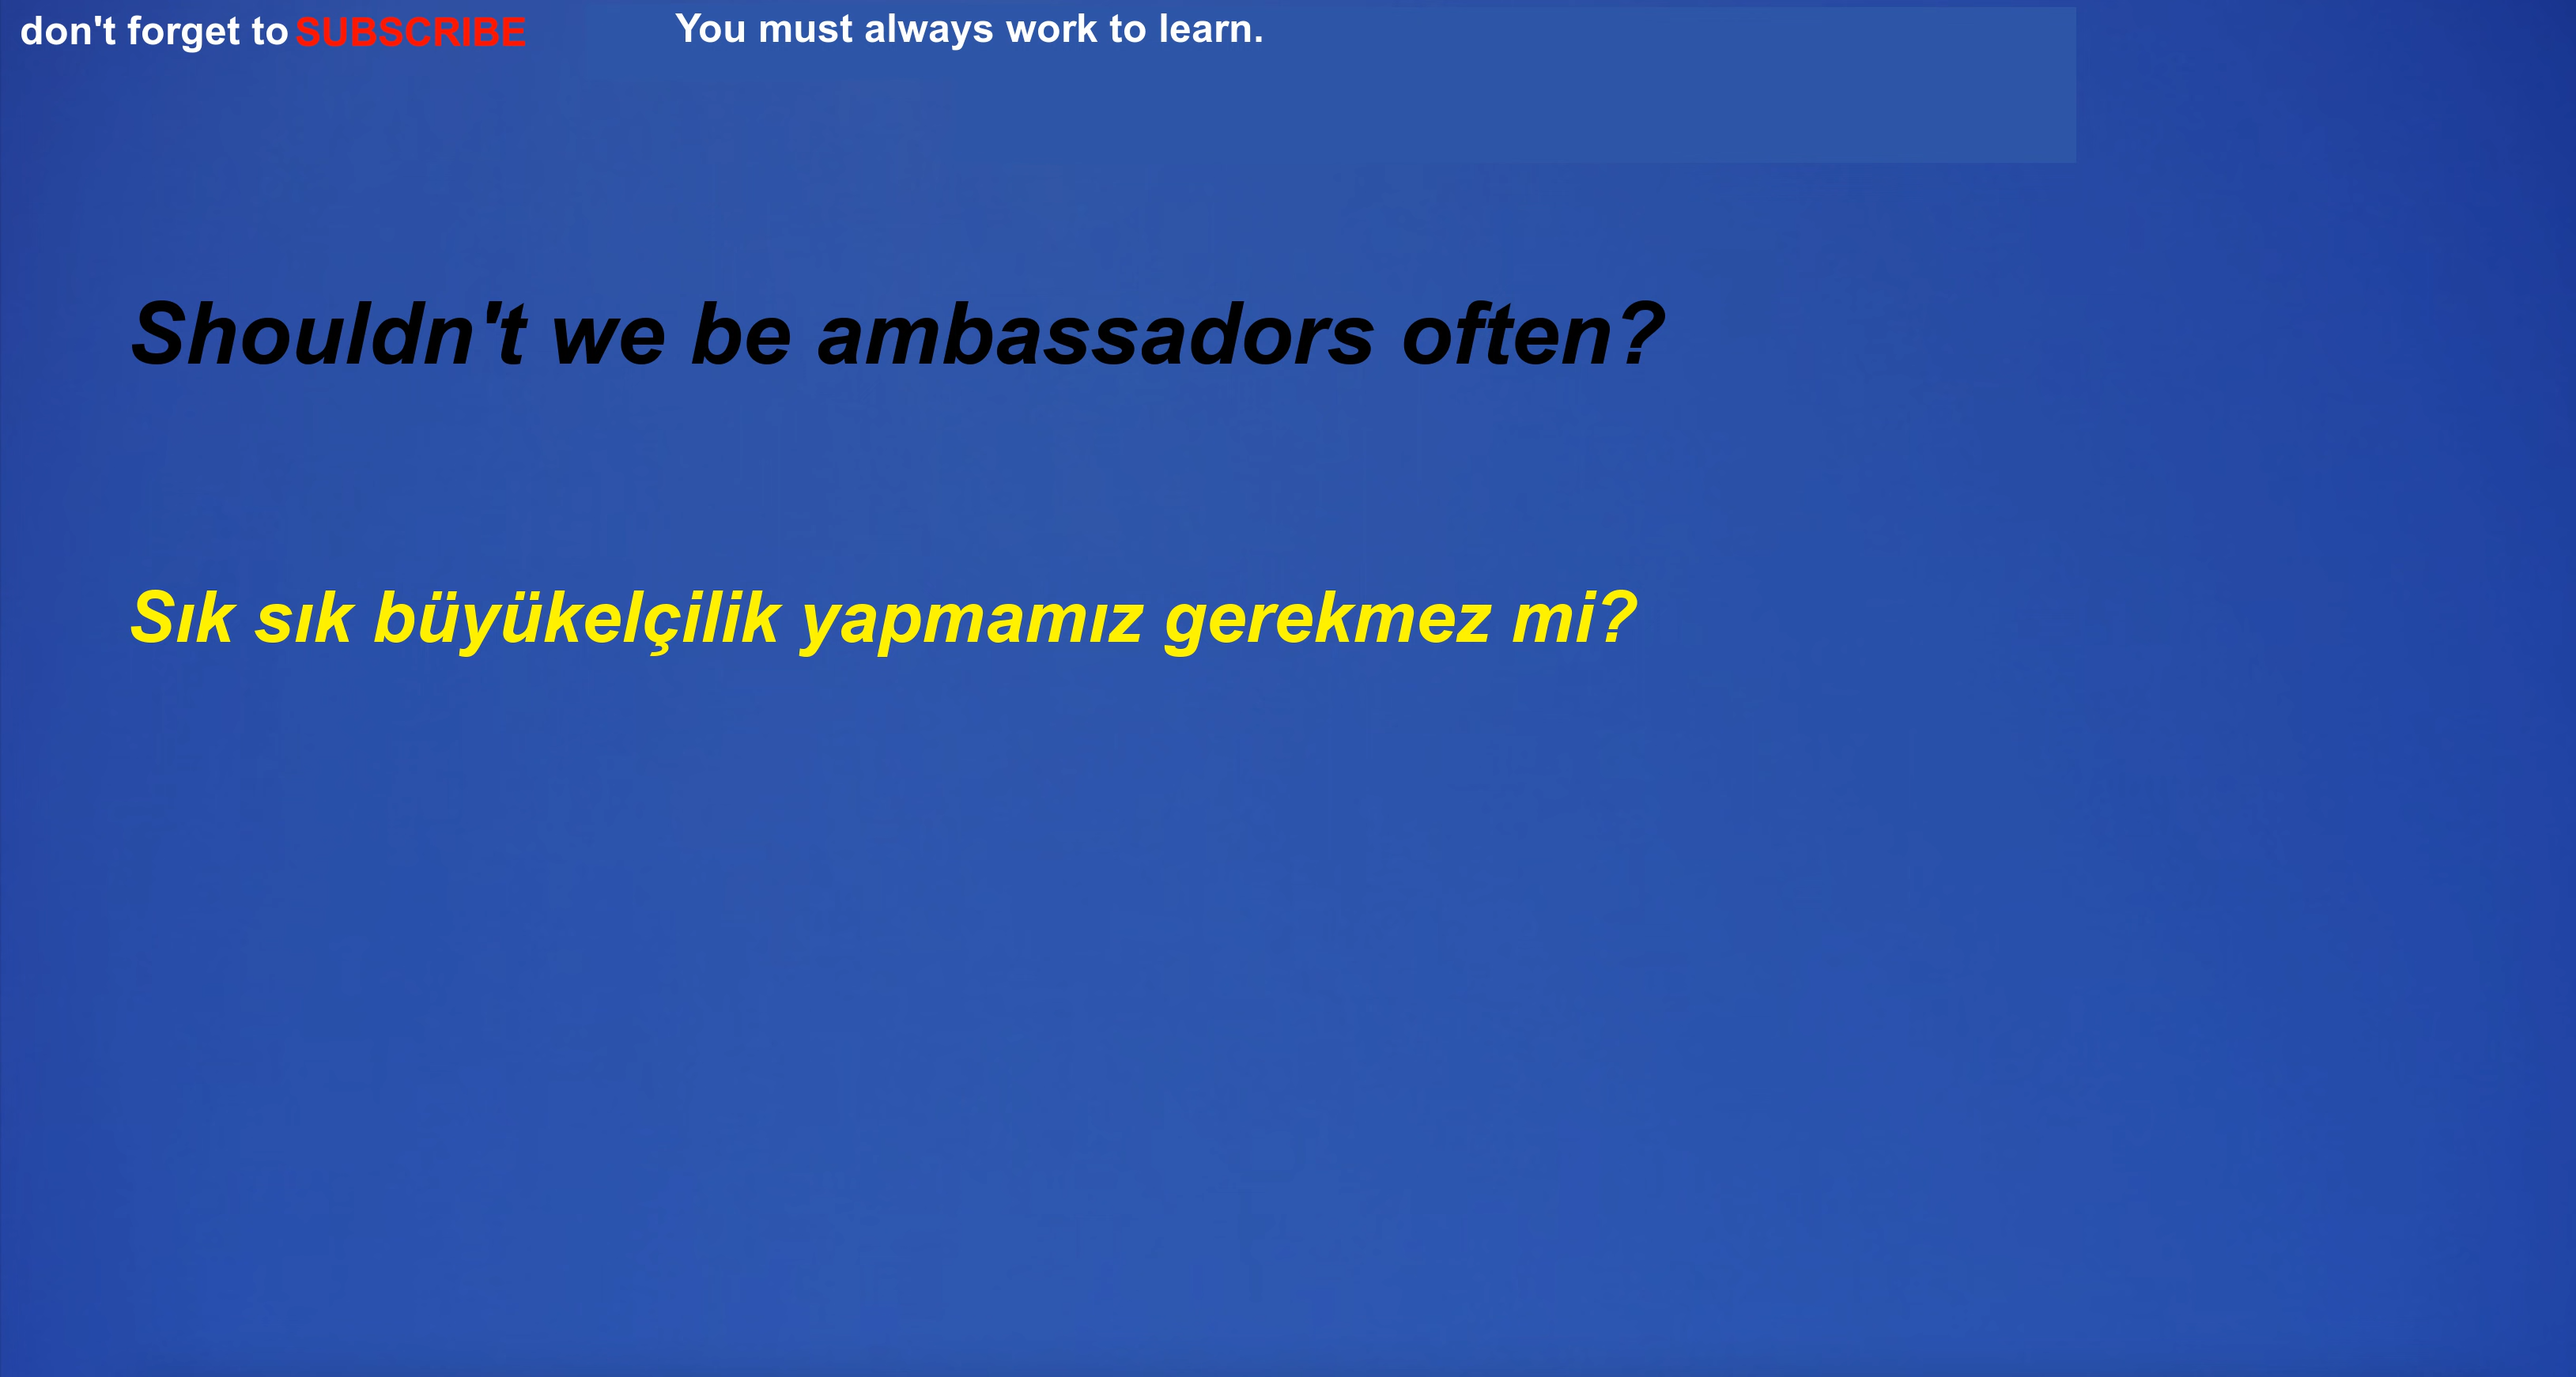 don't forget to SUBSCRIBE
You must always work to learn.
Shouldn't we be ambassadors often?
Sık sık büyükelçilik yapmamız gerekmez mi?